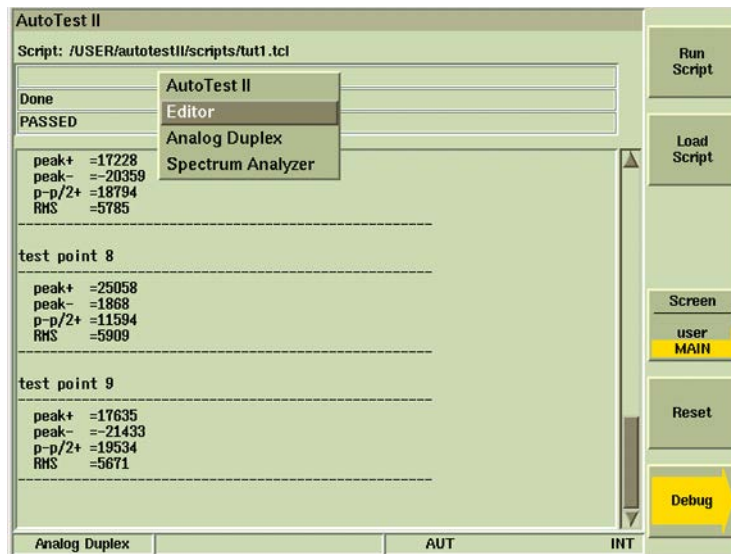 AutoTest II
Script: /USER/autotestII/scripts/tut1.tcl
Done
PASSED
AutoTest II
Editor
Analog Duplex
Spectrum Analyzer
peak+ =17228
peak- =-20359
p-p/2+ =18794
RMS =5785
test point 8
peak+ =25058
peak- =1868
p-p/2+ =11594
RMS =5909
test point 9
peak+ =17635
peak- =-21433
p-p/2+ =19534
RMS =5671
Analog Duplex AUT INT
Run
Script
Load
Script
Screen
user
MAIN
Reset
Debug